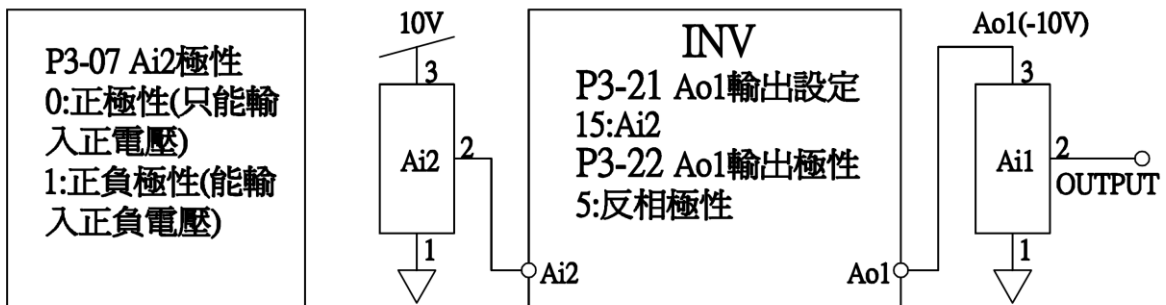 P3-07 Ai2極性
0:正極性(只能輸
入正電壓)
1:正負極性(能輸
入正負電壓)
10V
3
Ai2
2
1
INV
P3-21 Ao1輸出設定
15:Ai2
P3-22 Ao1輸出極性
5:反相極性
Ai2
Ao1
Ao1(-10V)
3
Ai1
2
OUTPUT
1